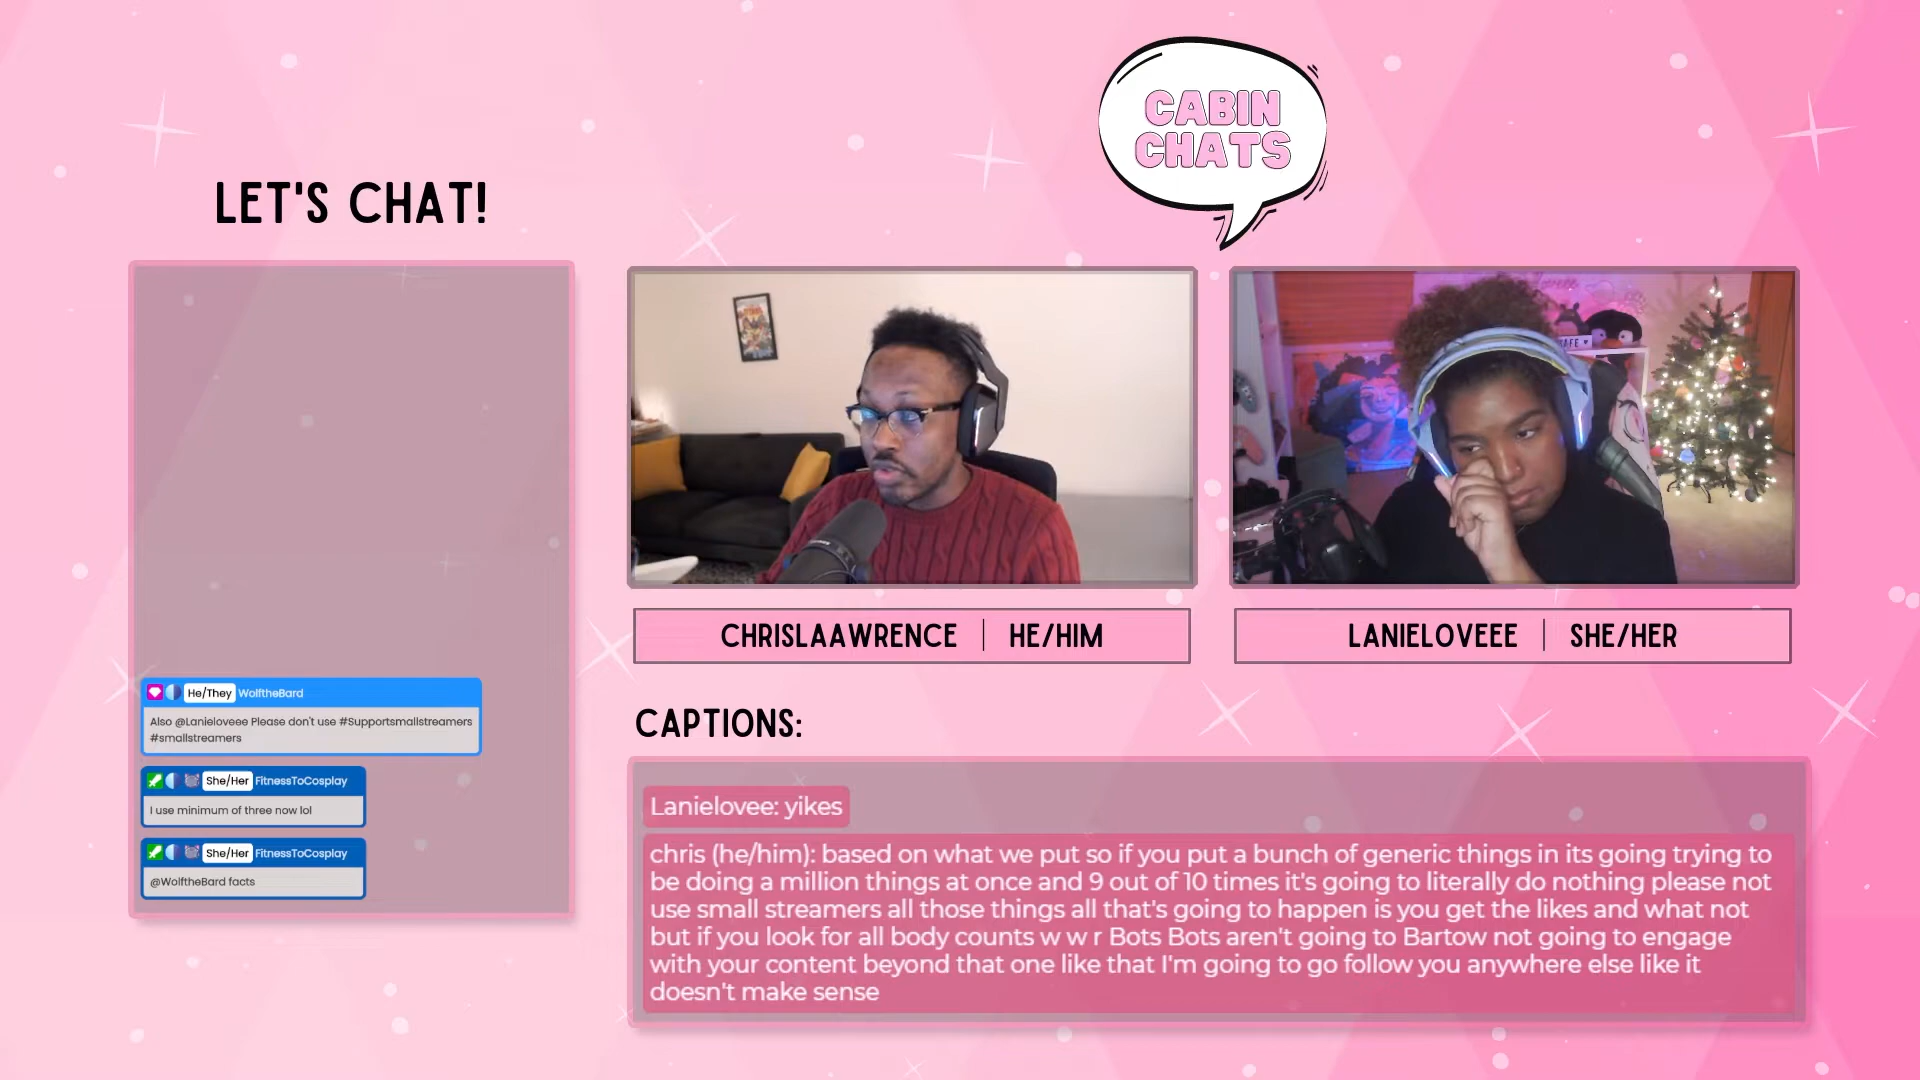 CABIN
CHATS
LET'S CHAT!
He/They WolftheBard
Also @Lanieloveee Please don't use #Supportsmallstreamers
#smallstreamers
She/Her FitnessToCosplay
I use minimum of three now lol
She/Her FitnessToCosplay
@WolftheBard facts
CHRISLAAWRENCE | HE/HIM
LANIELOVEEE | SHE/HER
CAPTIONS:
Lanielovee: yikes
chris (he/him): based on what we put so if you put a bunch of generic things in its going trying to
be doing a million things at once and 9 out of 10 times it's going to literally do nothing please not
use small streamers all those things all that's going to happen is you get the likes and what not
but if you look for all body counts w w r Bots Bots aren't going to Bartow not going to engage
with your content beyond that one like that I'm going to go follow you anywhere else like it
doesn't make sense